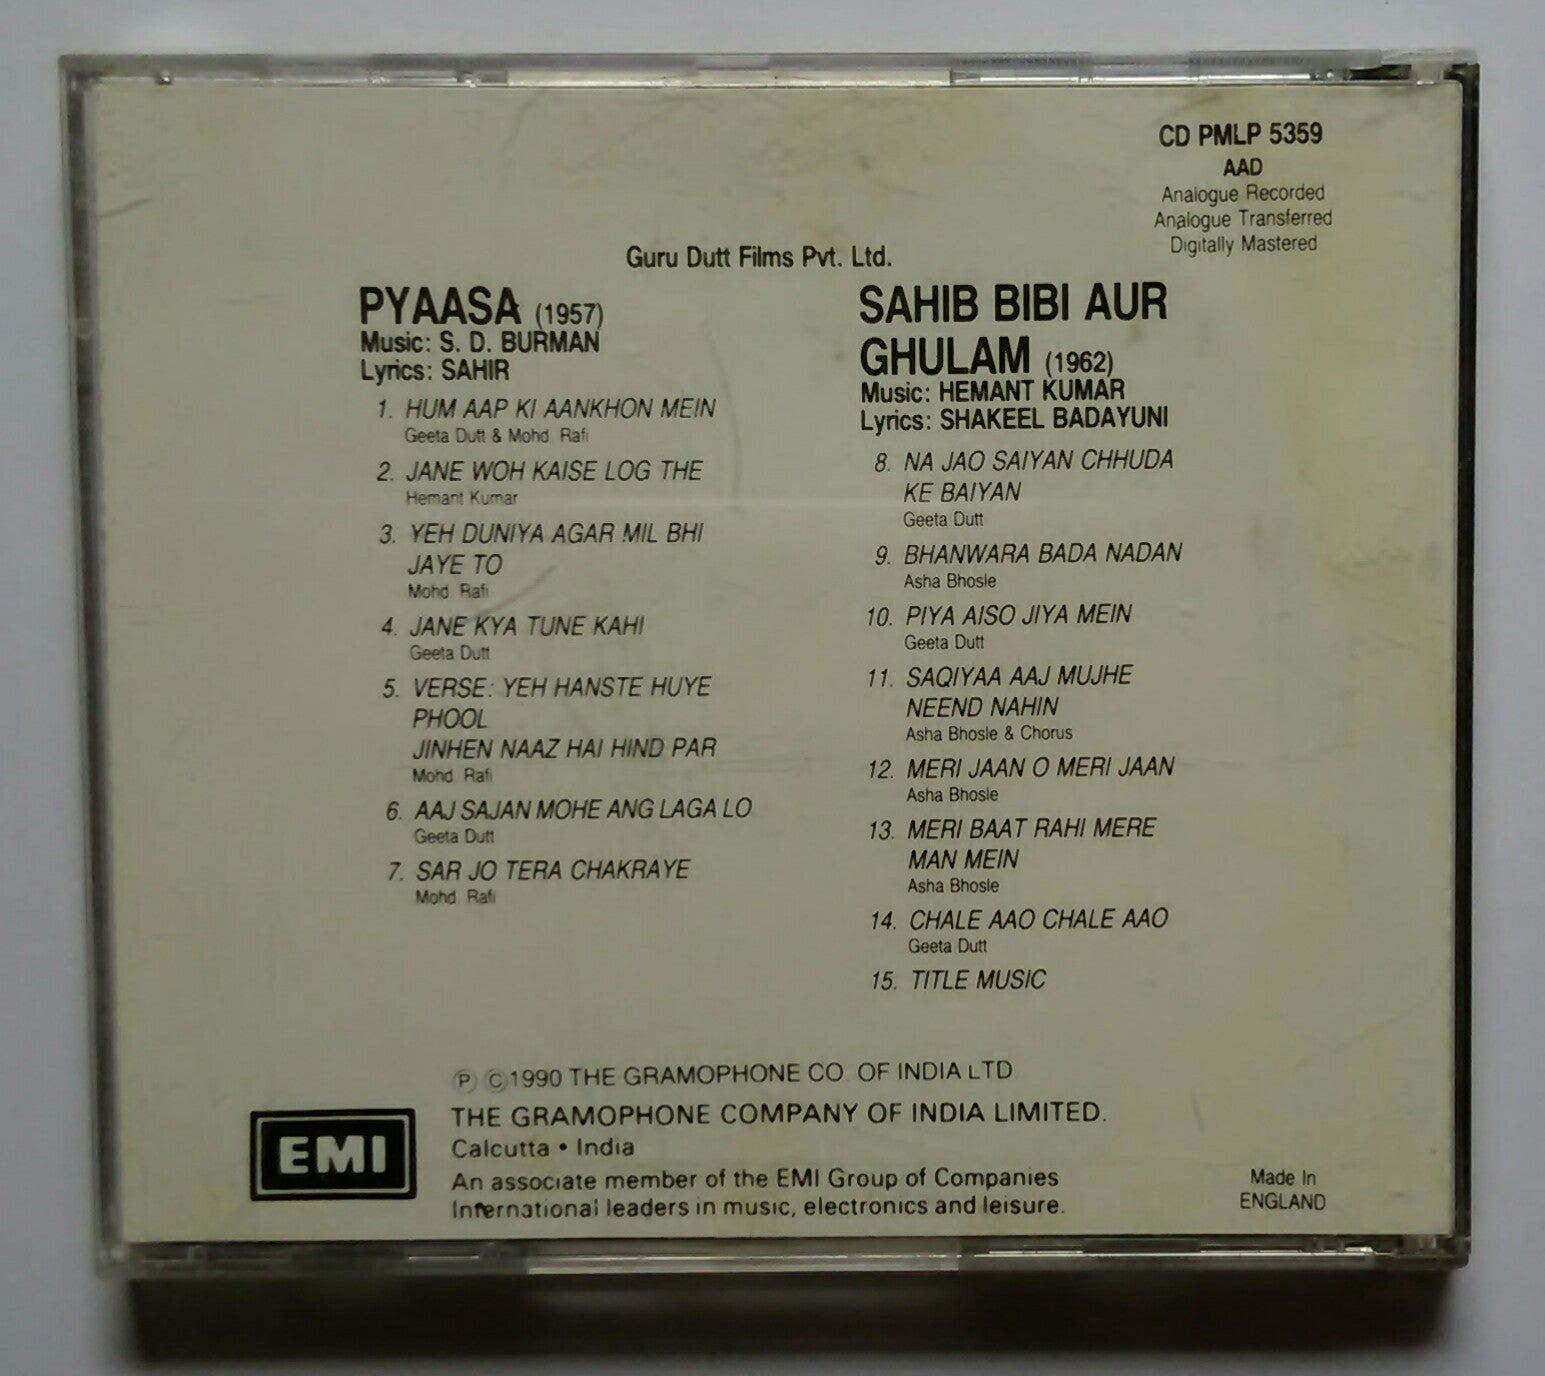 CD PMLP 5359
AAD
Analogue Recorded
Analogue Transferred
Digitally Mastered
Guru Dutt Films Pvt. Ltd.
PYAASA (1957)
Music: S. D. BURMAN
Lyrics: SAHIR
1. HUM AAP KI AANKHON MEIN
Geeta Dutt & Mohd. Rafi
2. JANE WOH KAISE LOG THE
Hemant Kumar
3. YEH DUNIYA AGAR MIL BHI
JAYE TO
Mohd. Rafi
4. JANE KYA TUNE KAHI
Geeta Dutt
5. VERSE: YEH HANSTE HUYE
PHOOL
JINHEN NAAZ HAI HIND PAR
Mohd. Rafi
6. AAJ SAJAN MOHE ANG LAGA LO
Geeta Dutt
7. SAR JO TERA CHAKRAYE
Mohd. Rafi
SAHIB BIBI AUR
GHULAM (1962)
Music: HEMANT KUMAR
Lyrics: SHAKEEL BADAYUNI
8. NA JAO SAIYAN CHHUDA
KE BAIYAN
Geeta Dutt
9. BHANWARA BADA NADAN
Asha Bhosle
10. PIYA AISO JIYA MEIN
Geeta Dutt
11. SAQIYAA AAJ MUJHE
NEEND NAHIN
Asha Bhosle & Chorus
12. MERI JAAN O MERI JAAN
Asha Bhosle
13. MERI BAAT RAHI MERE
MAN MEIN
Asha Bhosle
14. CHALE AAO CHALE AAO
Geeta Dutt
15. TITLE MUSIC
Ⓟ Ⓒ 1990 THE GRAMOPHONE CO. OF INDIA LTD
THE GRAMOPHONE COMPANY OF INDIA LIMITED.
Calcutta • India
An associate member of the EMI Group of Companies
International leaders in music, electronics and leisure.
EMI
Made In
ENGLAND